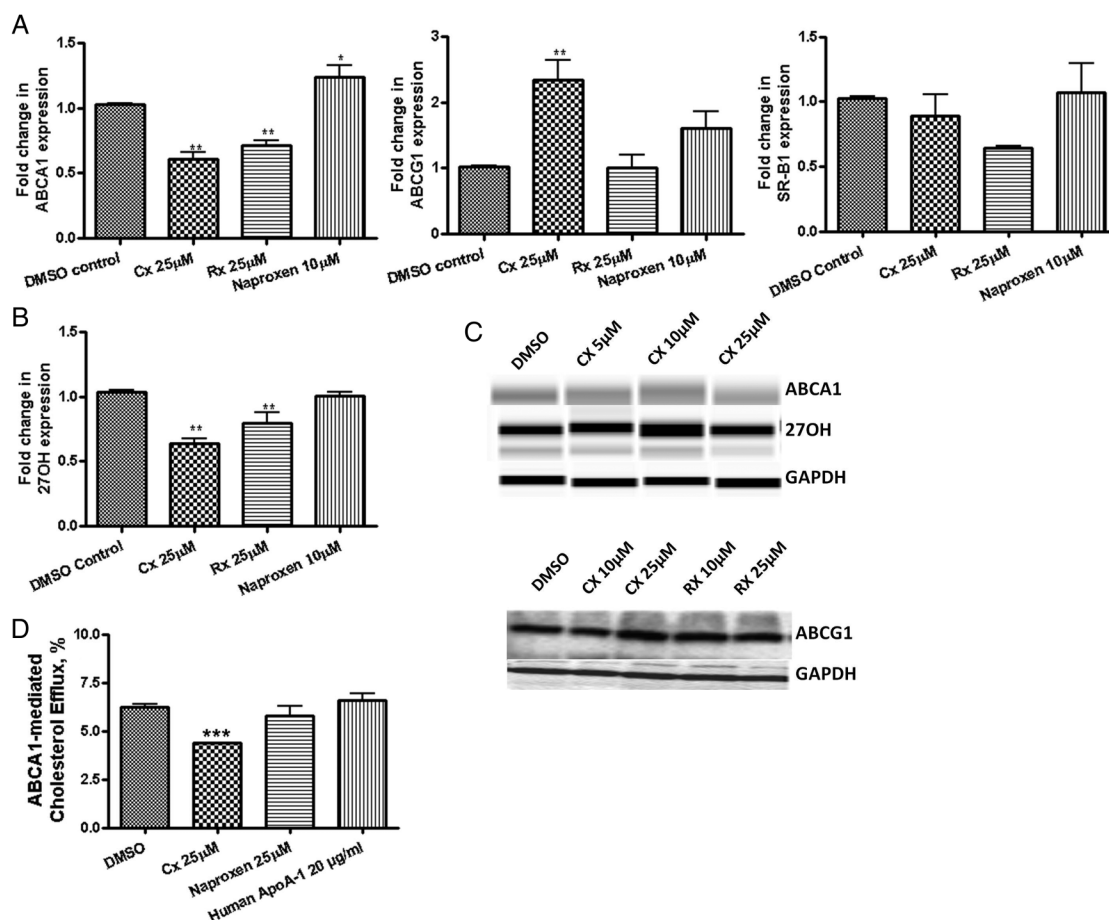 A
Fold change in
ABCA1 expression
1.5
1.0
0.5
0.0
**
**
*
DMSO control
Cx 25µM
Rx 25µM
Naproxen 10µM
Fold change in
ABCG1 expression
3
2
1
0
**
DMSO control
Cx 25µM
Rx 25µM
Naproxen 10µM
Fold change in
SR-B1 expression
1.5
1.0
0.5
0.0
DMSO Control
Cx 25µM
Rx 25µM
Naproxen 10µM
B
Fold change in
27OH expression
1.5
1.0
0.5
0.0
**
**
DMSO Control
Cx 25µM
Rx 25µM
Naproxen 10µM
C
DMSO
CX 5µM
CX 10µM
CX 25µM
ABCA1
27OH
GAPDH
DMSO
CX 10µM
CX 25µM
RX 10µM
RX 25µM
ABCG1
GAPDH
D
ABCA1-mediated
Cholesterol Efflux, %
10.0
7.5
5.0
2.5
0.0
***
DMSO
Cx 25µM
Naproxen 25µM
Human ApoA-1 20 µg/ml